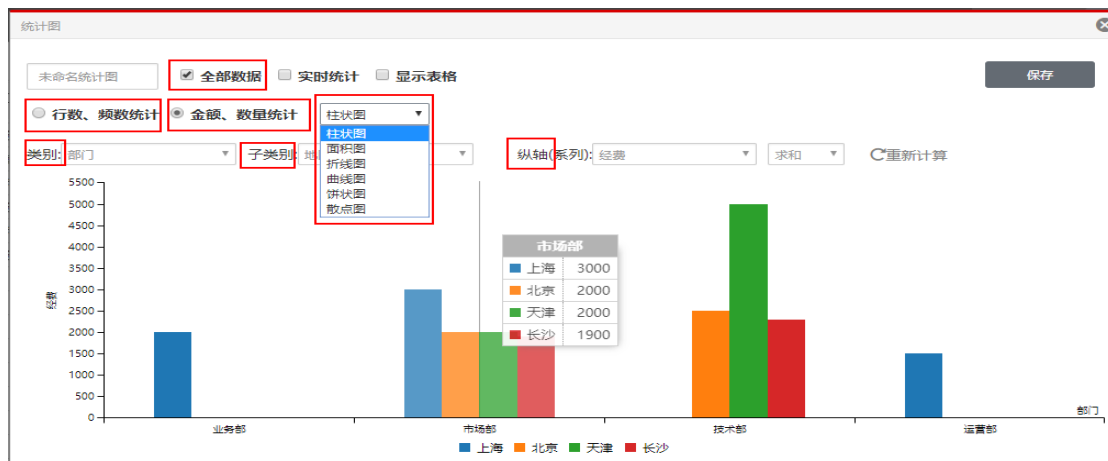 统计图
未命名统计图 全部数据 实时统计 显示表格 保存
行数、频数统计 金额、数量统计 柱状图
柱状图
面积图
折线图
曲线图
饼状图
散点图
类别: 部门 子类别: 地 纵轴(系列): 经费 求和 重新计算
5500
5000
4500
4000
3500
3000
2500
2000
1500
1000
500
0
经费
市场部
上海 3000
北京 2000
天津 2000
长沙 1900
部门
业务部 市场部 技术部 运营部
上海 北京 天津 长沙